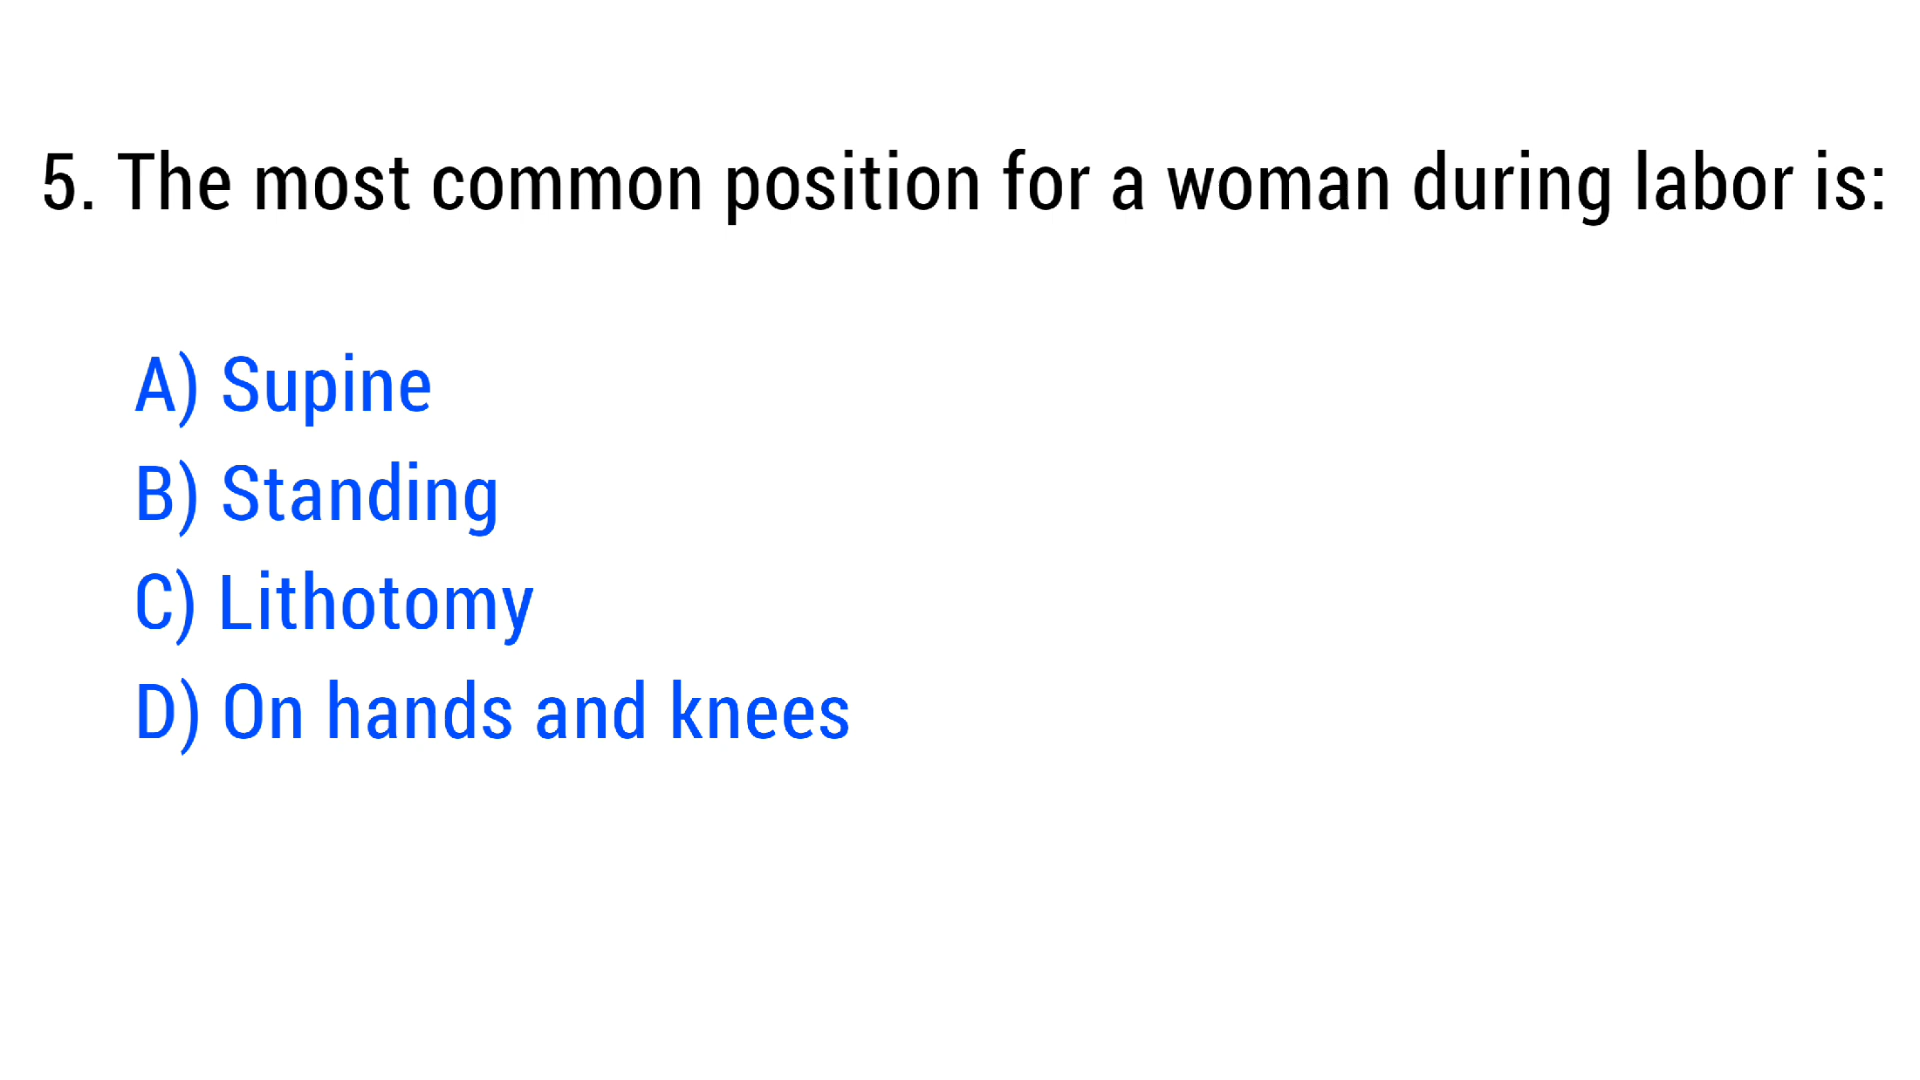 5. The most common position for a woman during labor is:
A) Supine
B) Standing
C) Lithotomy
D) On hands and knees